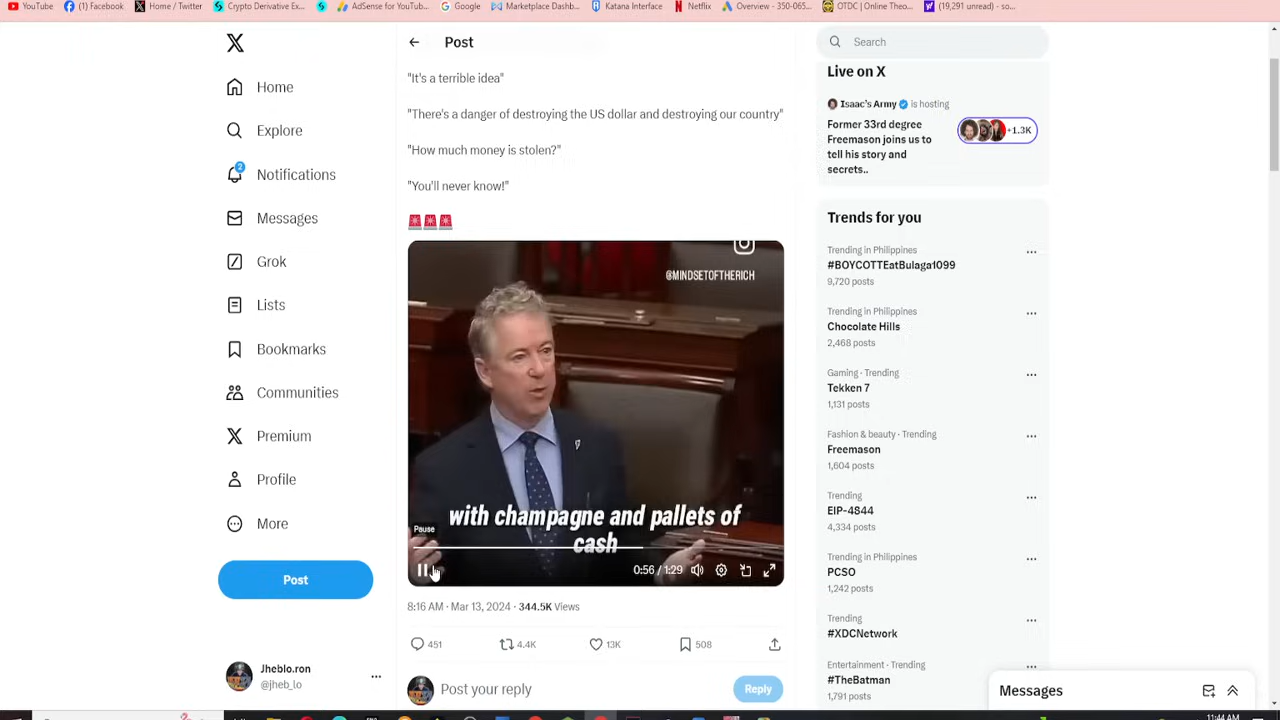 YouTube
(1) Facebook
Home / Twitter
Crypto Derivative Ex...
AdSense for YouTub...
Google
Marketplace Dashb...
Katana Interface
Netflix
Overview - 350-065...
OTDC | Online Theo...
(19,291 unread) - so...
Home
Explore
2
Notifications
Messages
Grok
Lists
Bookmarks
Communities
Premium
Profile
More
Post
Jheblo.ron
@jheb_lo
Post
"It's a terrible idea"
"There's a danger of destroying the US dollar and destroying our country"
"How much money is stolen?"
"You'll never know!"
@MINDSETOFTHERICH
with champagne and pallets of
cash
Pause
0:56 / 1:29
8:16 AM · Mar 13, 2024 · 344.5K Views
451
4.4K
13K
508
Post your reply
Reply
Search
Live on X
Isaac's Army is hosting
Former 33rd degree
Freemason joins us to
tell his story and
secrets..
+1.3K
Trends for you
Trending in Philippines
#BOYCOTTEatBulaga1099
9,720 posts
Trending in Philippines
Chocolate Hills
2,468 posts
Gaming · Trending
Tekken 7
1,131 posts
Fashion & beauty · Trending
Freemason
1,604 posts
Trending
EIP-4844
4,334 posts
Trending in Philippines
PCSO
1,242 posts
Trending
#XDCNetwork
Entertainment · Trending
#TheBatman
1,791 posts
Messages
11:44 AM